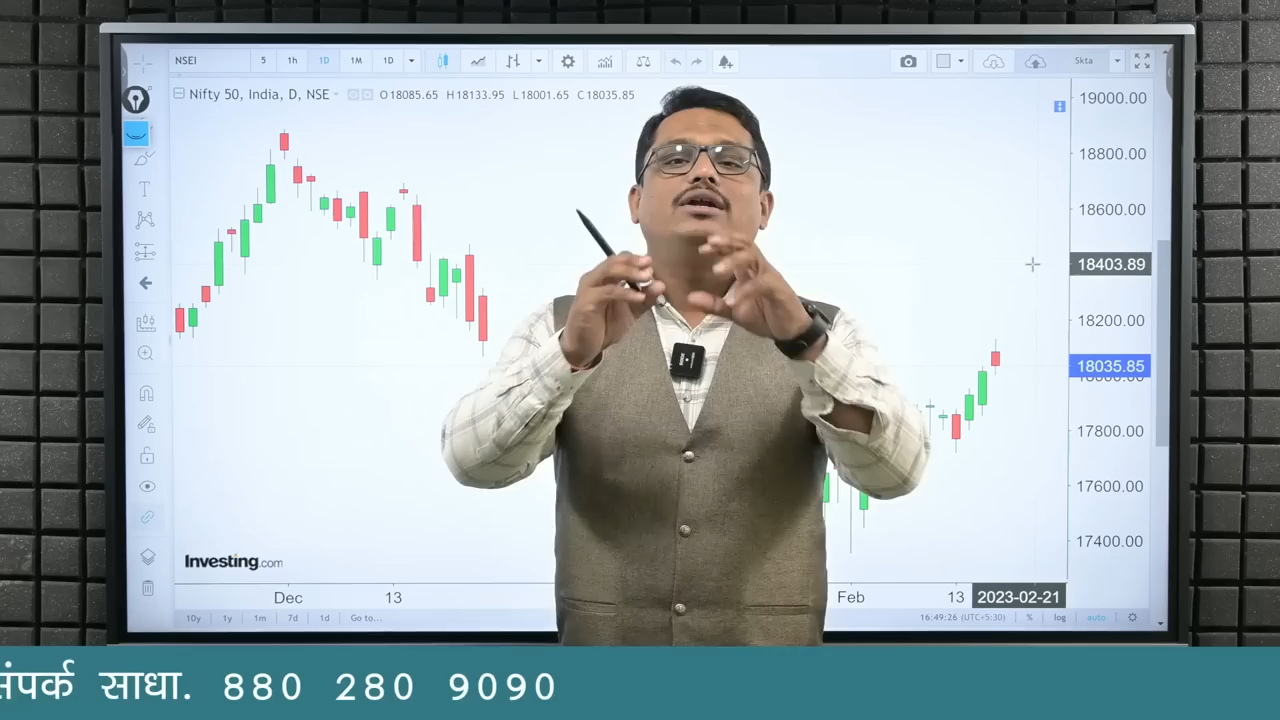 NSEI 5 1h 1D 1M 1D
5kta
Nifty 50, India, D, NSE O18085.65 H18133.95 L18001.65 C18035.85
19000.00
18800.00
18600.00
18403.89
18200.00
18035.85
17800.00
17600.00
17400.00
Investing.com
Dec 13 Feb 13 2023-02-21
10y 1y 1m 7d 1d Go to... 16:49:26 (UTC+5:30) % log auto
संपर्क साधा. 880 280 9090